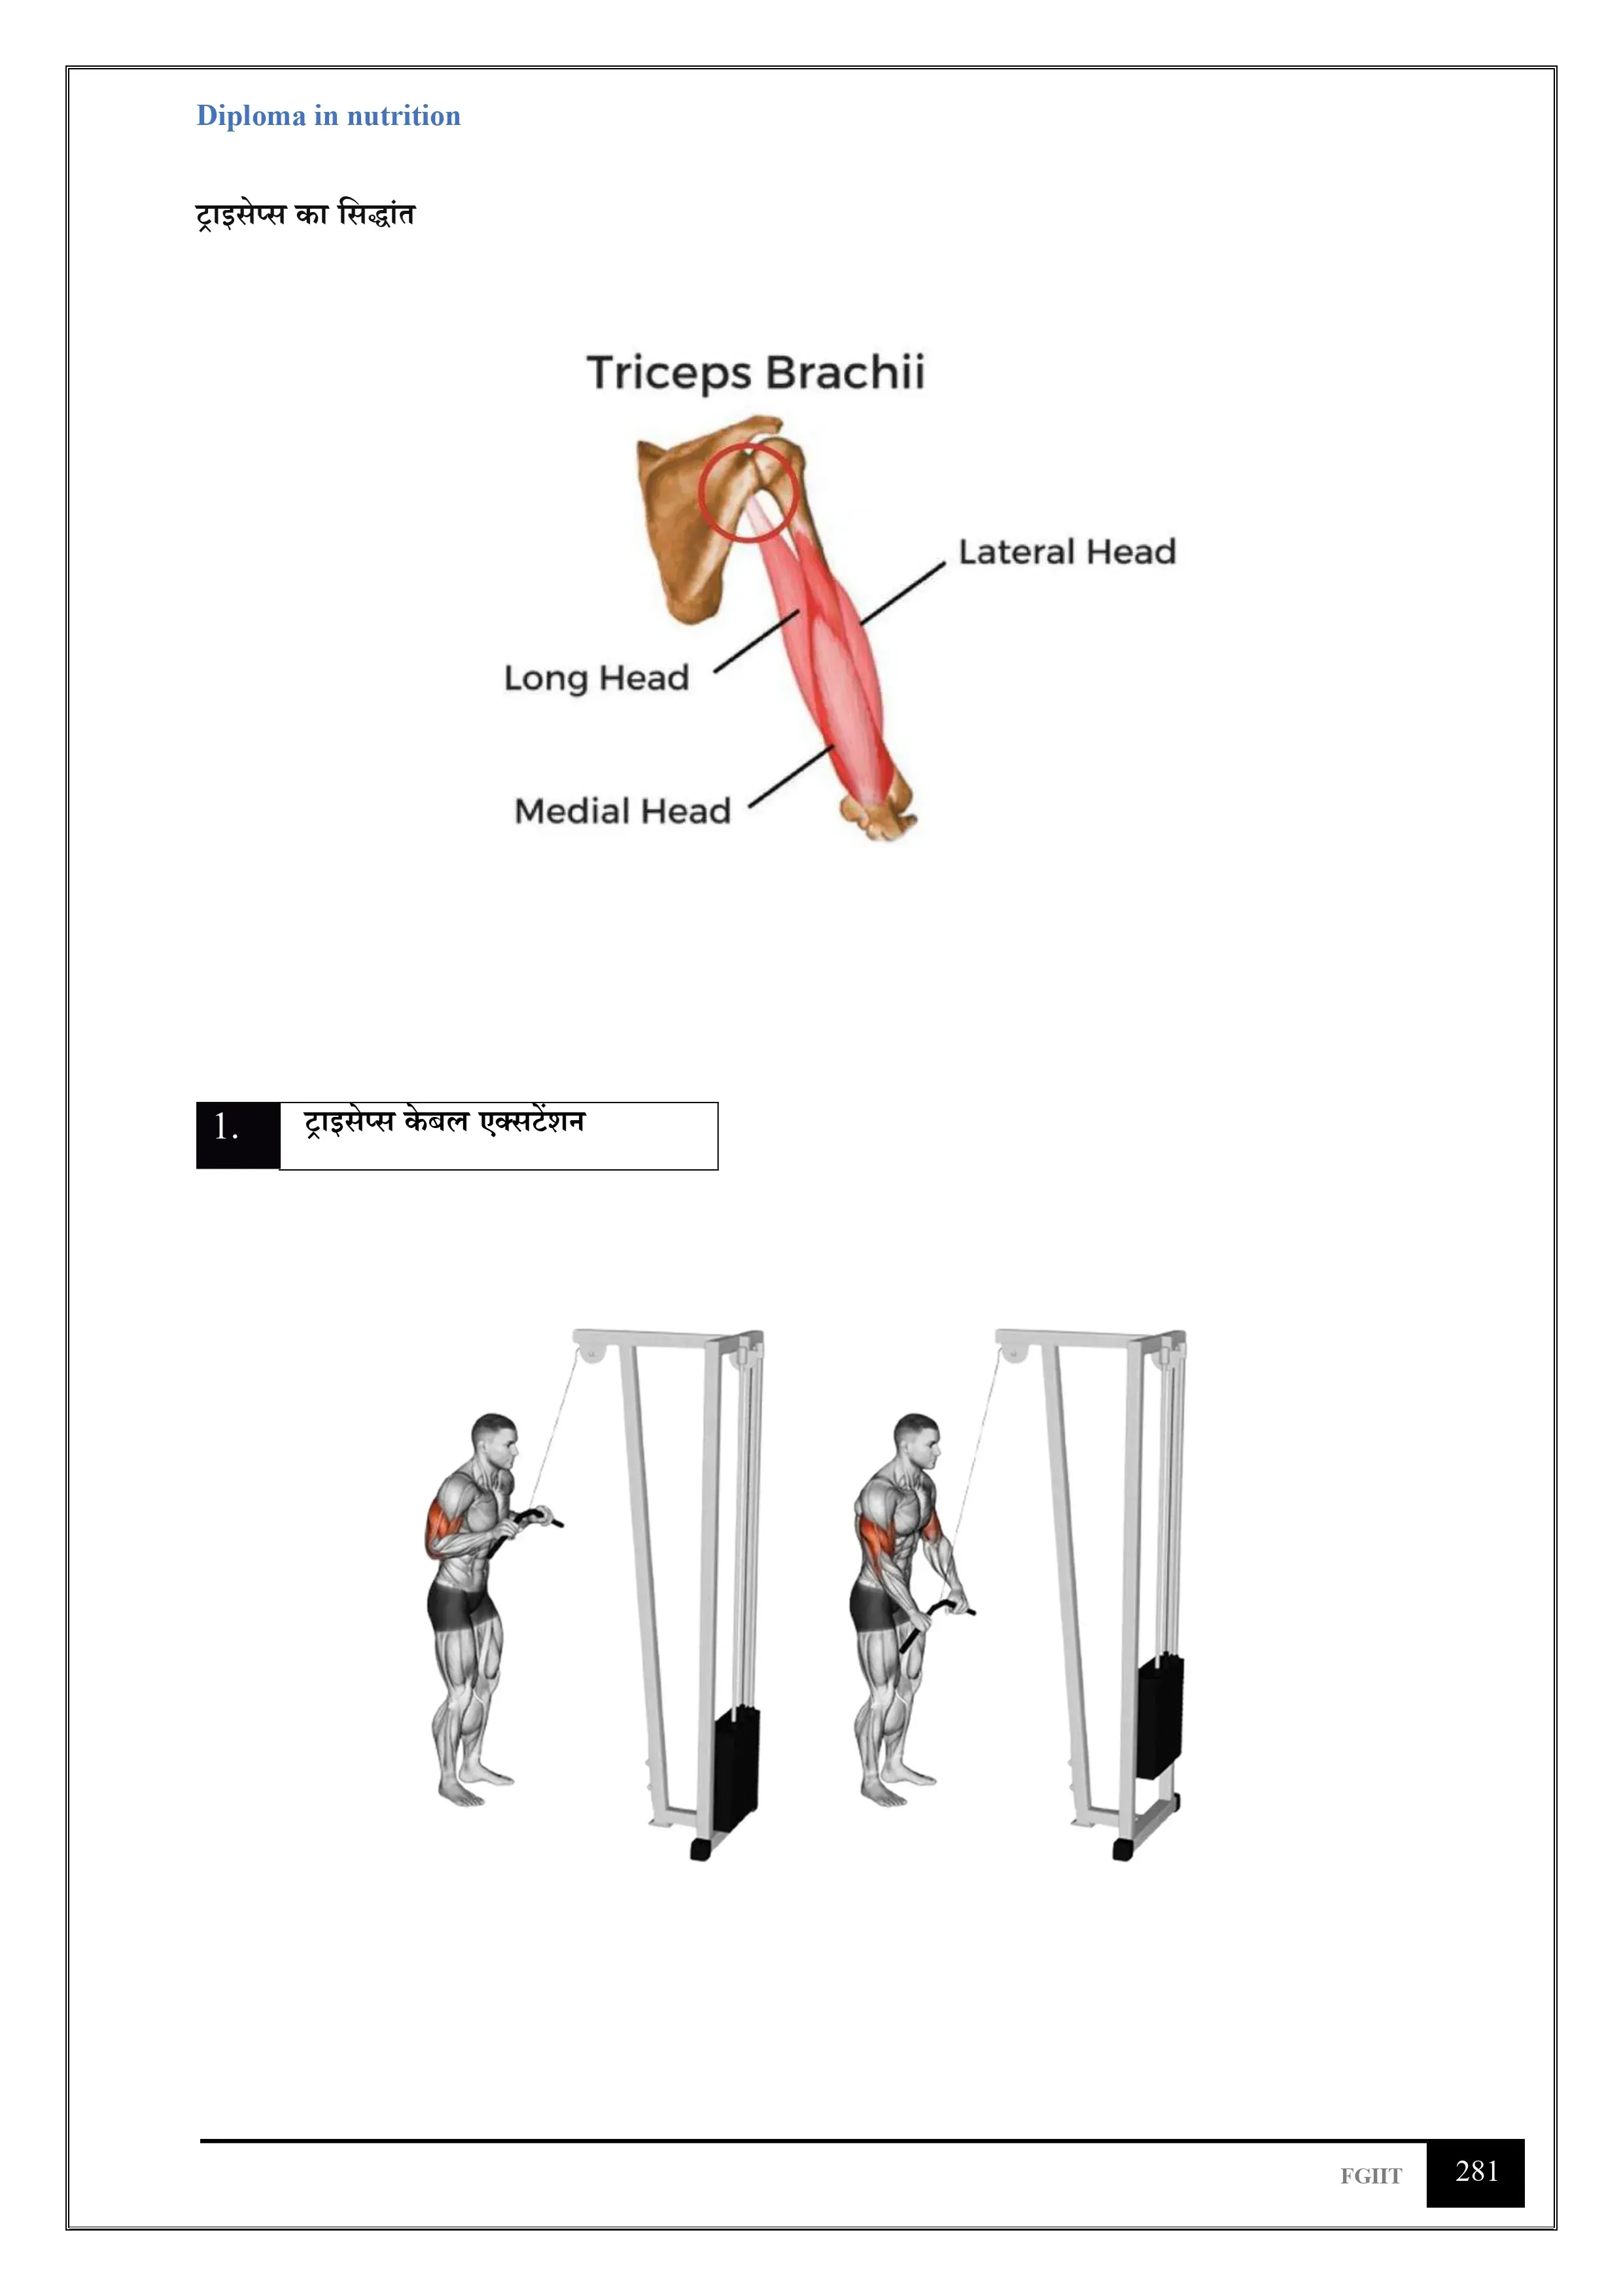 Diploma in nutrition
ट्राइसेप्स का सिद्धांत
Triceps Brachii
Lateral Head
Long Head
Medial Head
1. ट्राइसेप्स केबल एक्सटेंशन
FGIIT 281